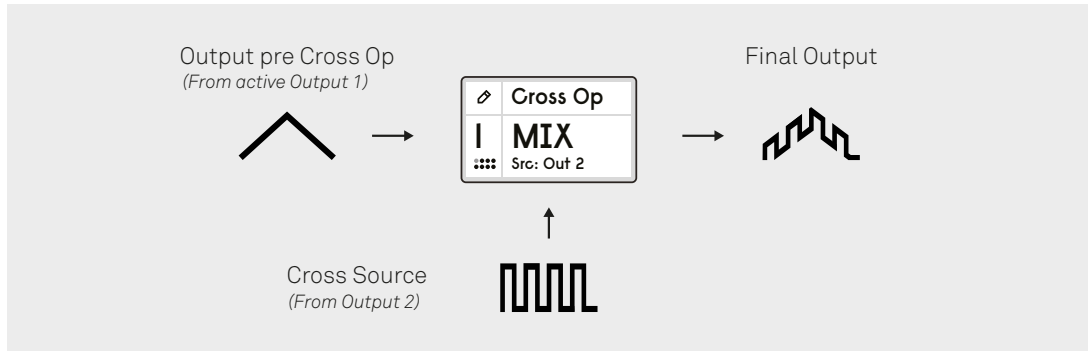 Output pre Cross Op
(From active Output 1)
Final Output
Cross Op
1
MIX
Src: Out 2
Cross Source
(From Output 2)